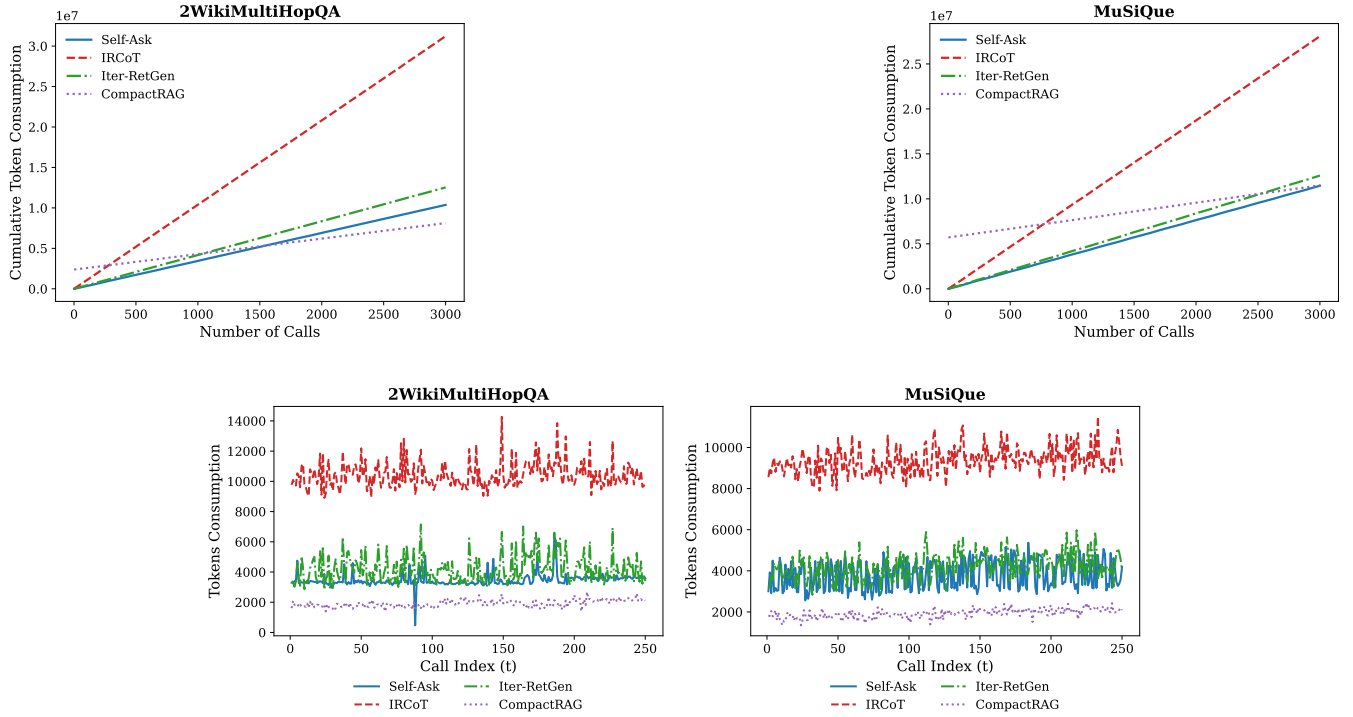 2WikiMultiHopQA
1e7
Cumulative Token Consumption
3.0
2.5
2.0
1.5
1.0
0.5
0.0
Self-Ask
IRCoT
Iter-RetGen
CompactRAG
0 500 1000 1500 2000 2500 3000
Number of Calls
MuSiQue
1e7
Cumulative Token Consumption
2.5
2.0
1.5
1.0
0.5
0.0
Self-Ask
IRCoT
Iter-RetGen
CompactRAG
0 500 1000 1500 2000 2500 3000
Number of Calls
2WikiMultiHopQA
Tokens Consumption
14000
12000
10000
8000
6000
4000
2000
0
0 50 100 150 200 250
Call Index (t)
Self-Ask Iter-RetGen
IRCoT CompactRAG
MuSiQue
Tokens Consumption
10000
8000
6000
4000
2000
0 50 100 150 200 250
Call Index (t)
Self-Ask Iter-RetGen
IRCoT CompactRAG